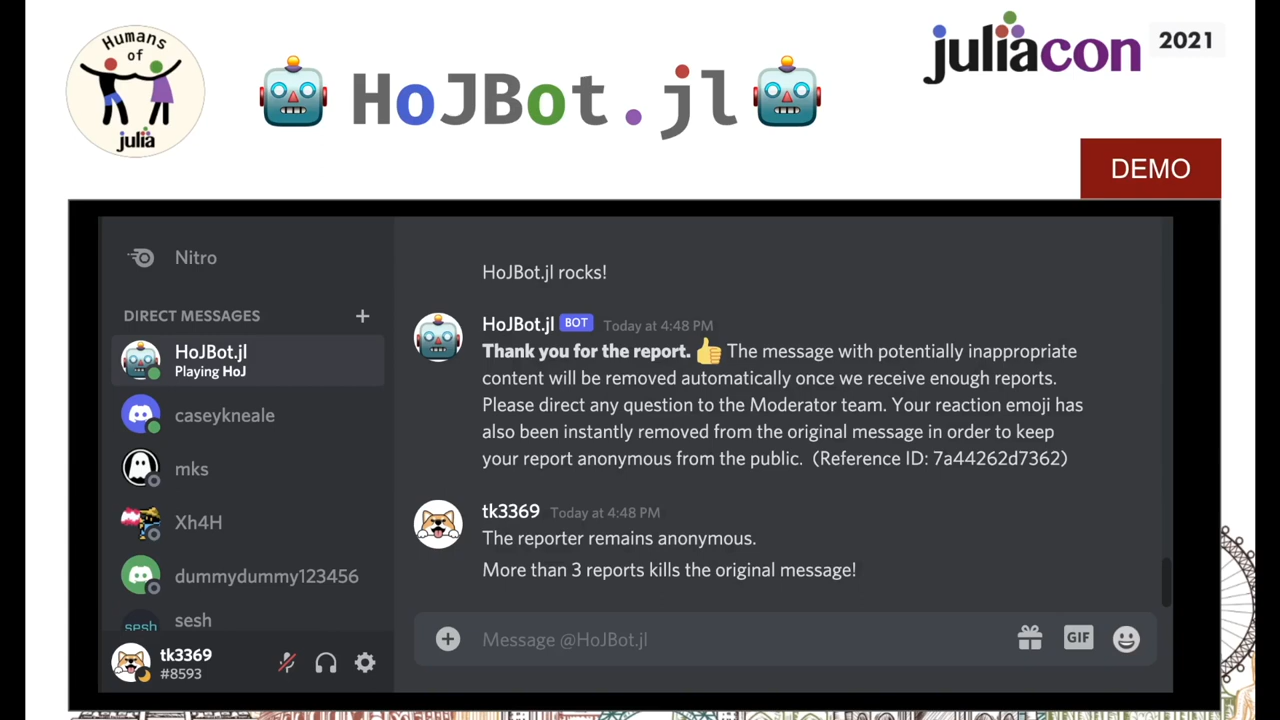 Humans
of
julia
HoJBot.jl
juliacon 2021
DEMO
Nitro
DIRECT MESSAGES
HoJBot.jl
Playing HoJ
caseykneale
mks
Xh4H
dummydummy123456
sesh
sesh
tk3369
#8593
HoJBot.jl rocks!
HoJBot.jl BOT Today at 4:48 PM
Thank you for the report. 👍 The message with potentially inappropriate
content will be removed automatically once we receive enough reports.
Please direct any question to the Moderator team. Your reaction emoji has
also been instantly removed from the original message in order to keep
your report anonymous from the public. (Reference ID: 7a44262d7362)
tk3369 Today at 4:48 PM
The reporter remains anonymous.
More than 3 reports kills the original message!
Message @HoJBot.jl
GIF